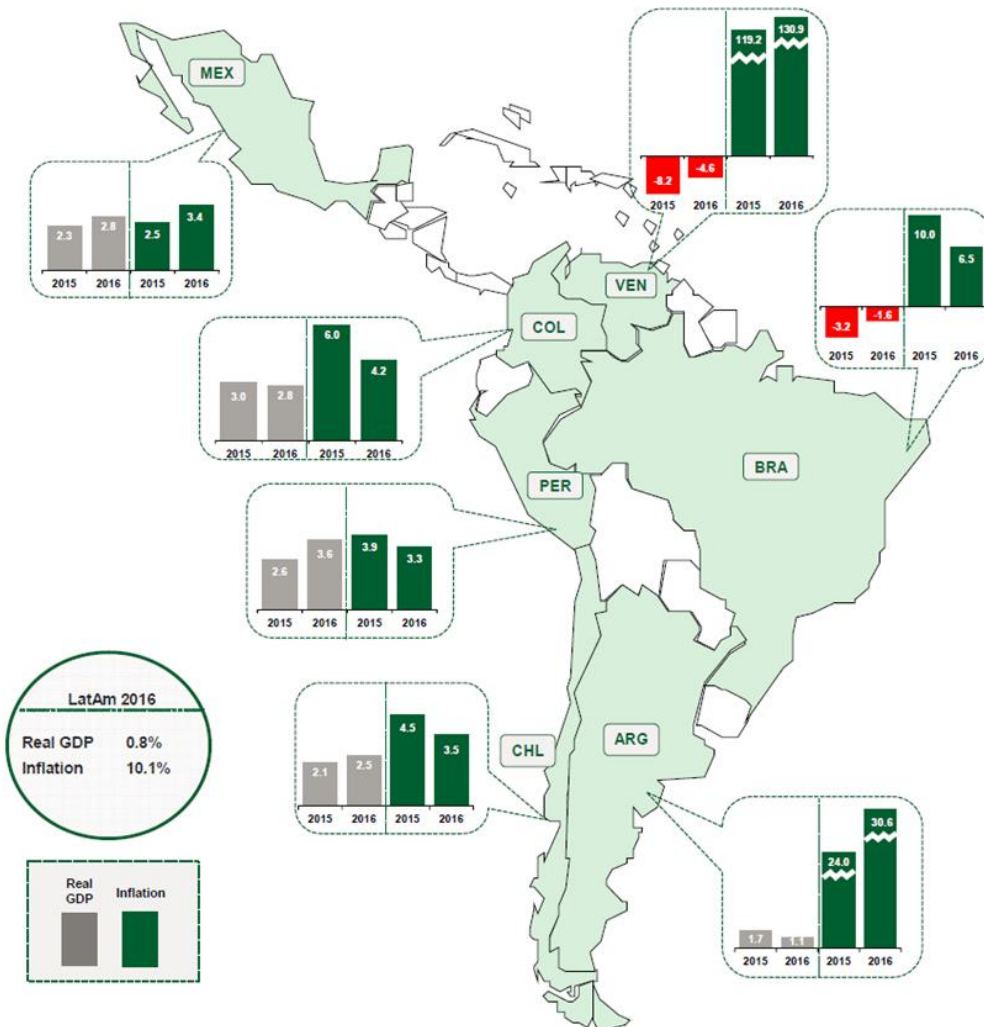 MEX
2.3 2.8 2.5 3.4
2015 2016 2015 2016
119.2 130.9
-8.2 -4.6
2015 2016 2015 2016
VEN
10.0 6.5
-3.2 -1.6
2015 2016 2015 2016
COL
6.0
4.2
3.0 2.8
2015 2016 2015 2016
BRA
PER
2.6 3.6 3.9 3.3
2015 2016 2015 2016
LatAm 2016
Real GDP 0.8%
Inflation 10.1%
CHL
2.1 2.5 4.5 3.5
2015 2016 2015 2016
ARG
30.6
24.0
1.7 1.1
2015 2016 2015 2016
Real
GDP
Inflation